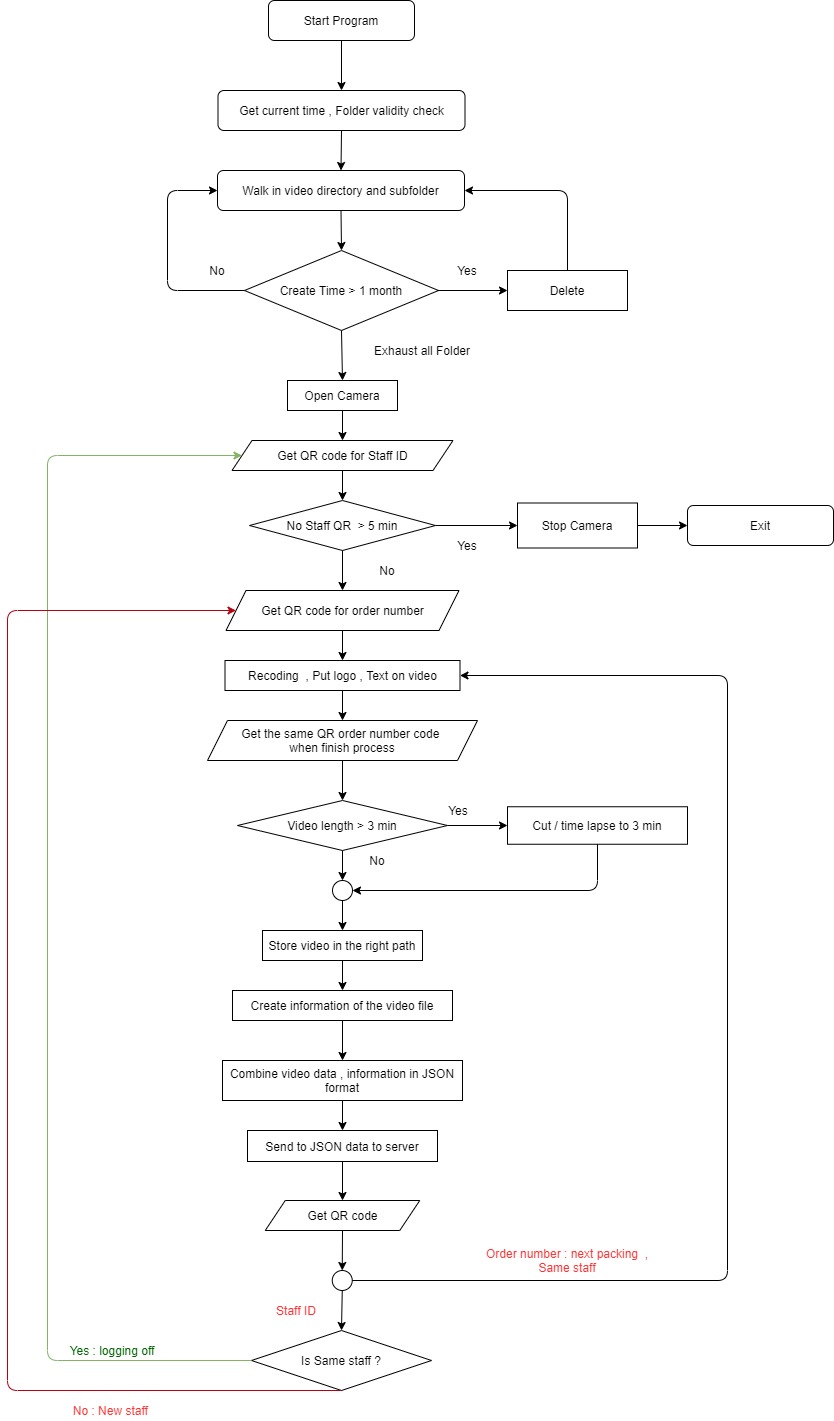 Start Program
Get current time , Folder validity check
Walk in video directory and subfolder
No
Yes
Create Time > 1 month
Delete
Exhaust all Folder
Open Camera
Get QR code for Staff ID
No Staff QR > 5 min
Stop Camera
Exit
Yes
No
Get QR code for order number
Recoding , Put logo , Text on video
Get the same QR order number code
when finish process
Yes
Video length > 3 min
Cut / time lapse to 3 min
No
Store video in the right path
Create information of the video file
Combine video data , information in JSON
format
Send to JSON data to server
Get QR code
Order number : next packing ,
Same staff
Staff ID
Yes : logging off
Is Same staff ?
No : New staff